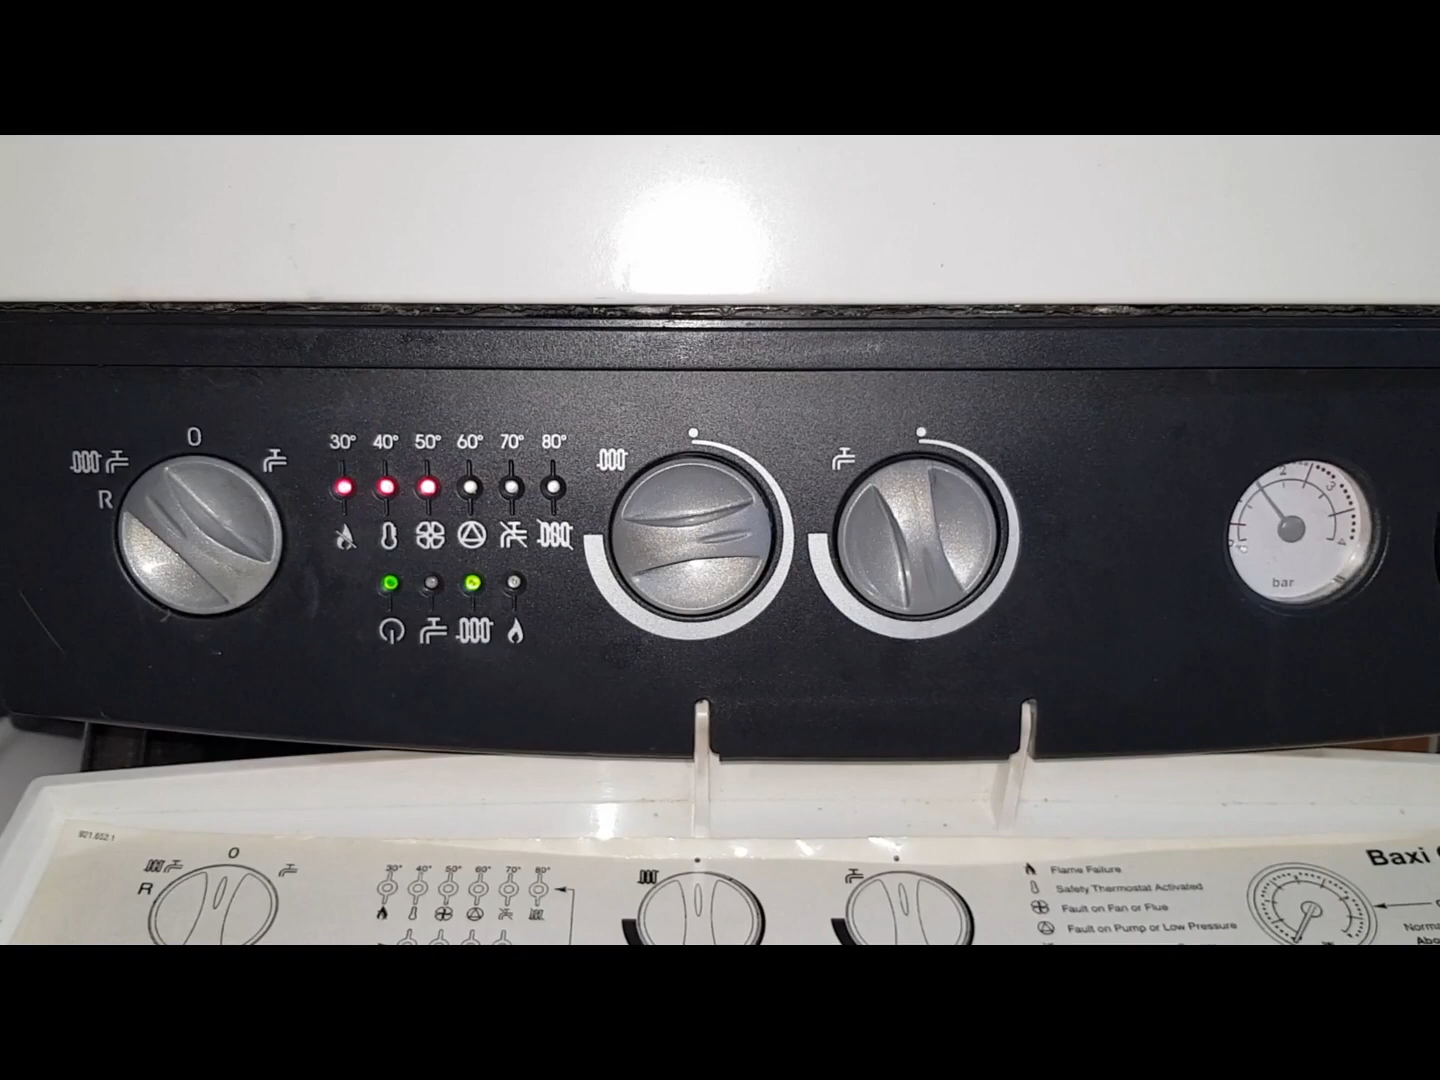 0
R
30° 40° 50° 60° 70° 80°
2
3
4
bar
921.652.1
0
R
30° 40° 50° 60° 70° 80°
Flame Failure
Safety Thermostat Activated
Fault on Fan or Flue
Fault on Pump or Low Pressure
Baxi
Norma
Abo